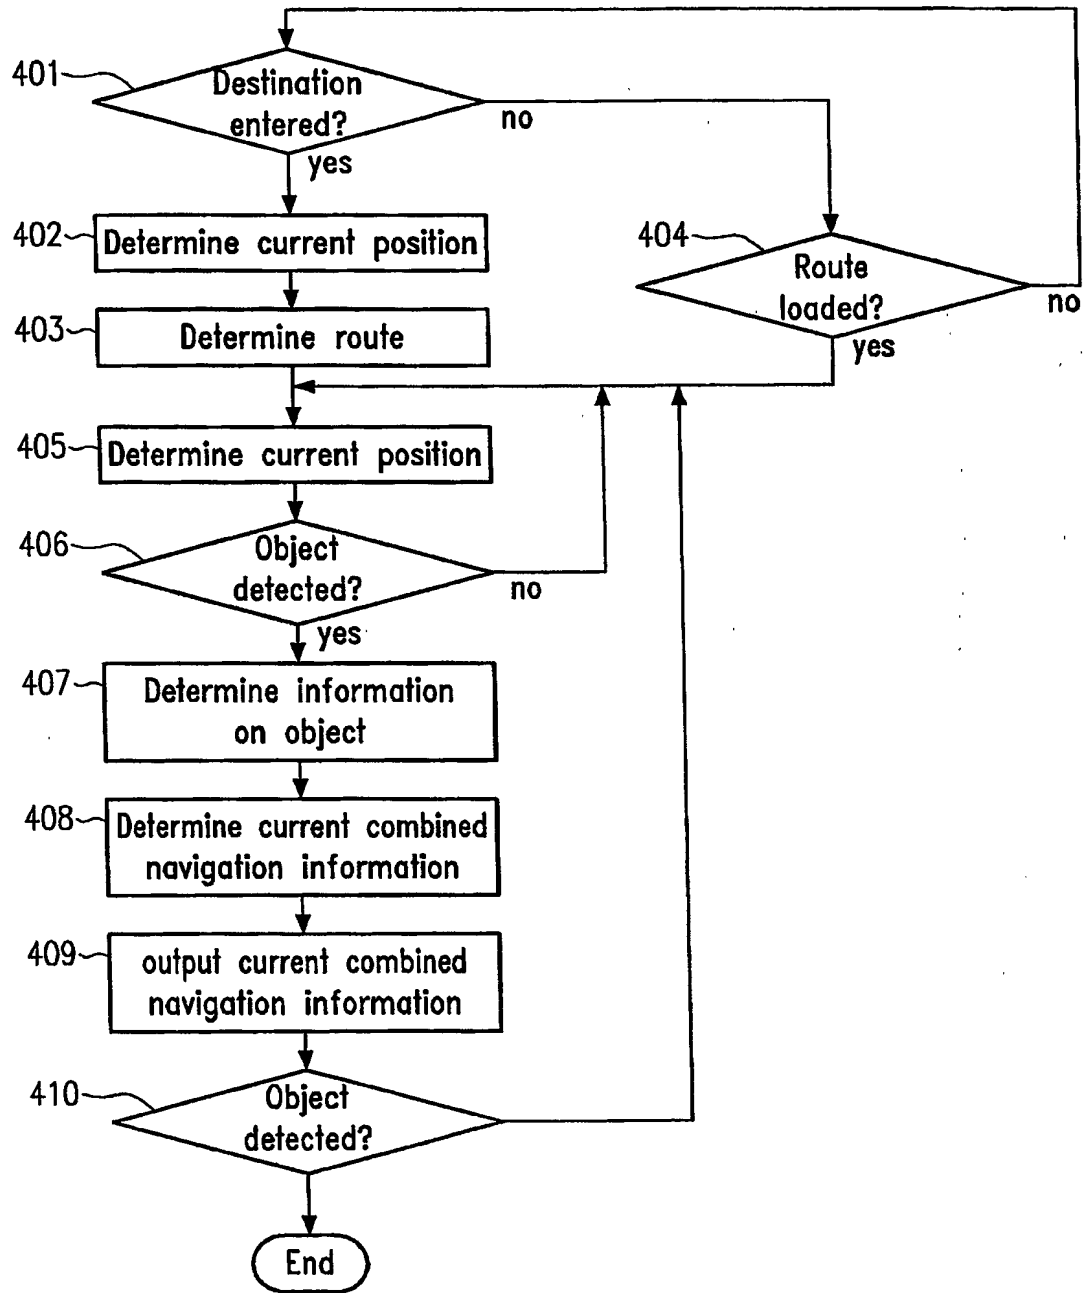 401
Destination
entered?
no
yes
402
Determine current position
404
Route
loaded?
no
yes
403
Determine route
405
Determine current position
406
Object
detected?
no
yes
407
Determine information
on object
408
Determine current combined
navigation information
409
output current combined
navigation information
410
Object
detected?
End